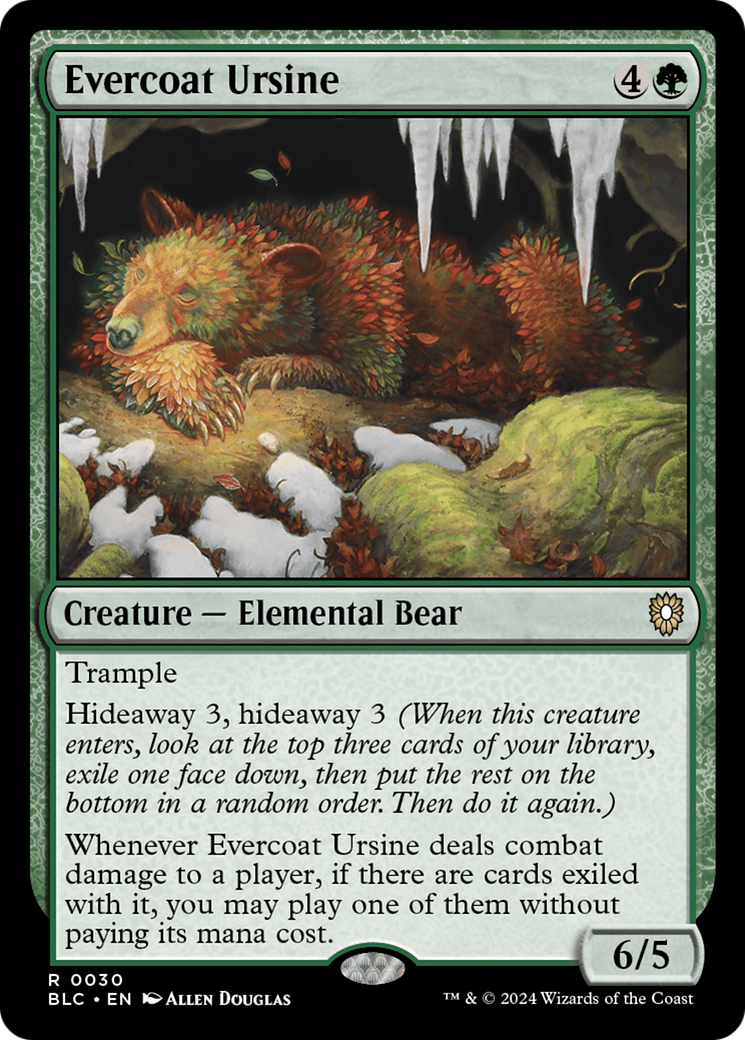 Evercoat Ursine 4
Creature — Elemental Bear
Trample
Hideaway 3, hideaway 3 (When this creature
enters, look at the top three cards of your library,
exile one face down, then put the rest on the
bottom in a random order. Then do it again.)
Whenever Evercoat Ursine deals combat
damage to a player, if there are cards exiled
with it, you may play one of them without
paying its mana cost.
6/5
R 0030
BLC • EN ALLEN DOUGLAS
™ & © 2024 Wizards of the Coast